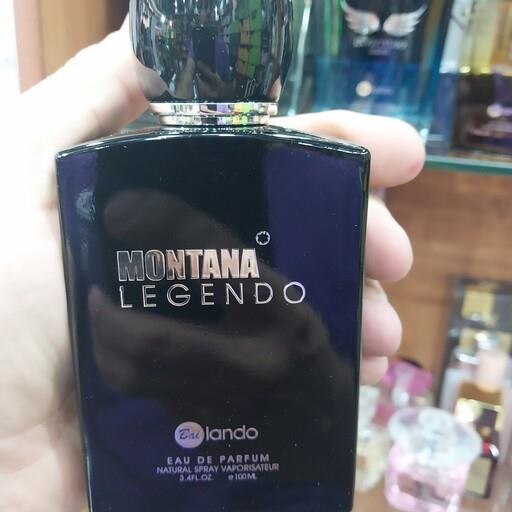 MONTANA
LEGENDO
Bai lando
EAU DE PARFUM
NATURAL SPRAY VAPORISATEUR
3.4FL.OZ. e100ML